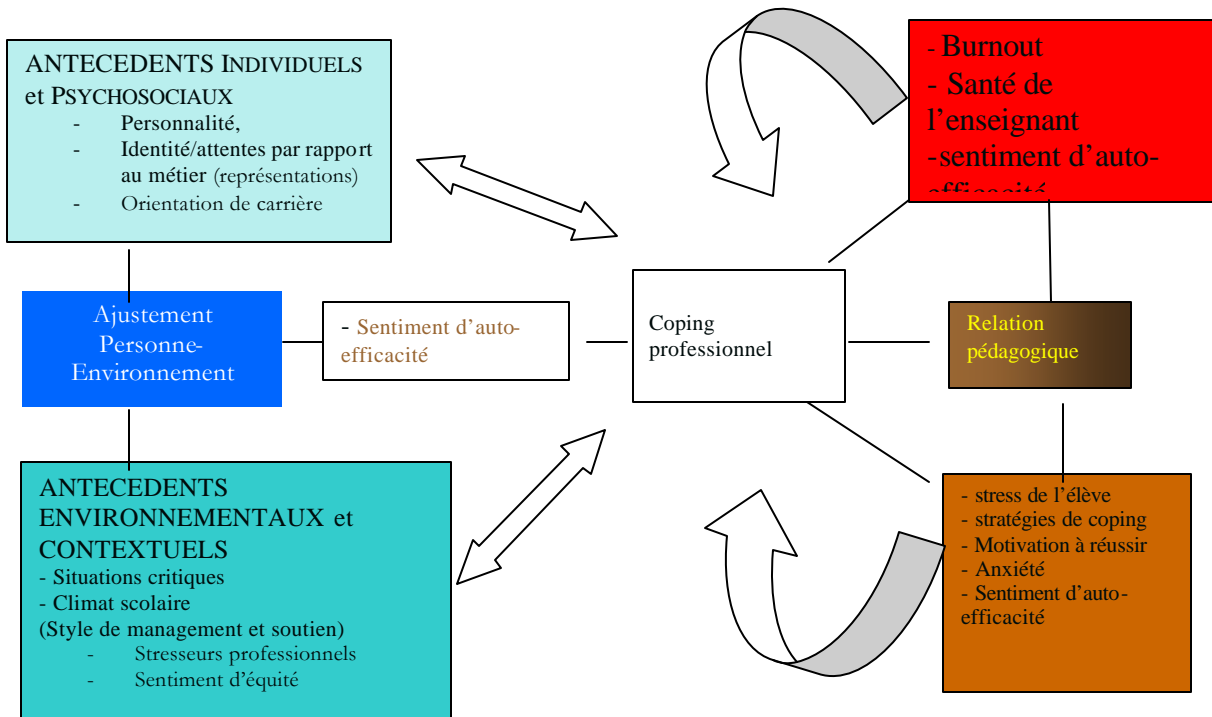 ANTECEDENTS INDIVIDUELS
et PSYCHOSOCIAUX
- Personnalité,
- Identité/attentes par rapport
au métier (représentations)
- Orientation de carrière
- Burnout
- Santé de
l'enseignant
-sentiment d'auto-
efficacité
Ajustement
Personne-
Environnement
- Sentiment d'auto-
efficacité
Coping
professionnel
Relation
pédagogique
ANTECEDENTS
ENVIRONNEMENTAUX et
CONTEXTUELS
- Situations critiques
- Climat scolaire
(Style de management et soutien)
- Stresseurs professionnels
- Sentiment d'équité
- stress de l'élève
- stratégies de coping
- Motivation à réussir
- Anxiété
- Sentiment d'auto-
efficacité